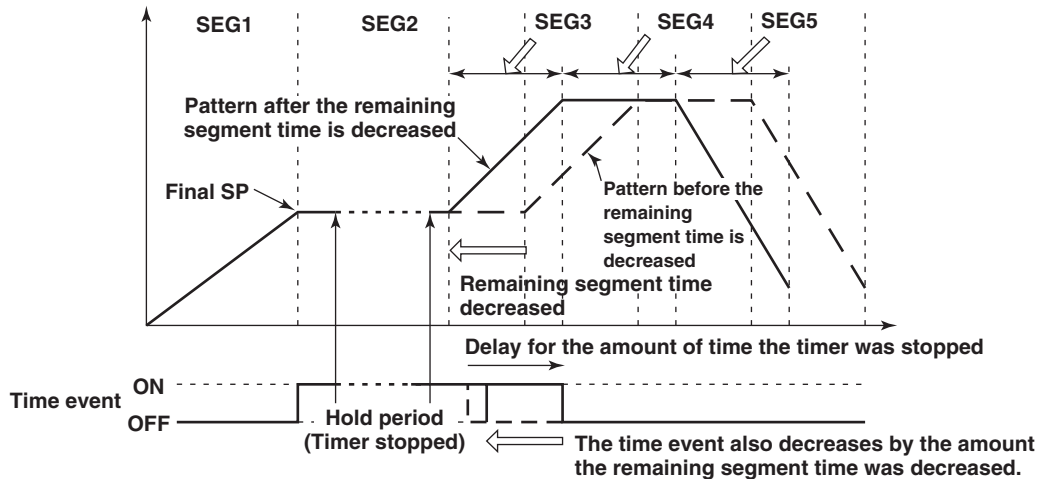 SEG1
SEG2
SEG3
SEG4
SEG5
Pattern after the remaining
segment time is decreased
Final SP
Pattern before the
remaining
segment time is
decreased
Remaining segment time
decreased
Delay for the amount of time the timer was stopped
Time event
ON
OFF
Hold period
(Timer stopped)
The time event also decreases by the amount
the remaining segment time was decreased.